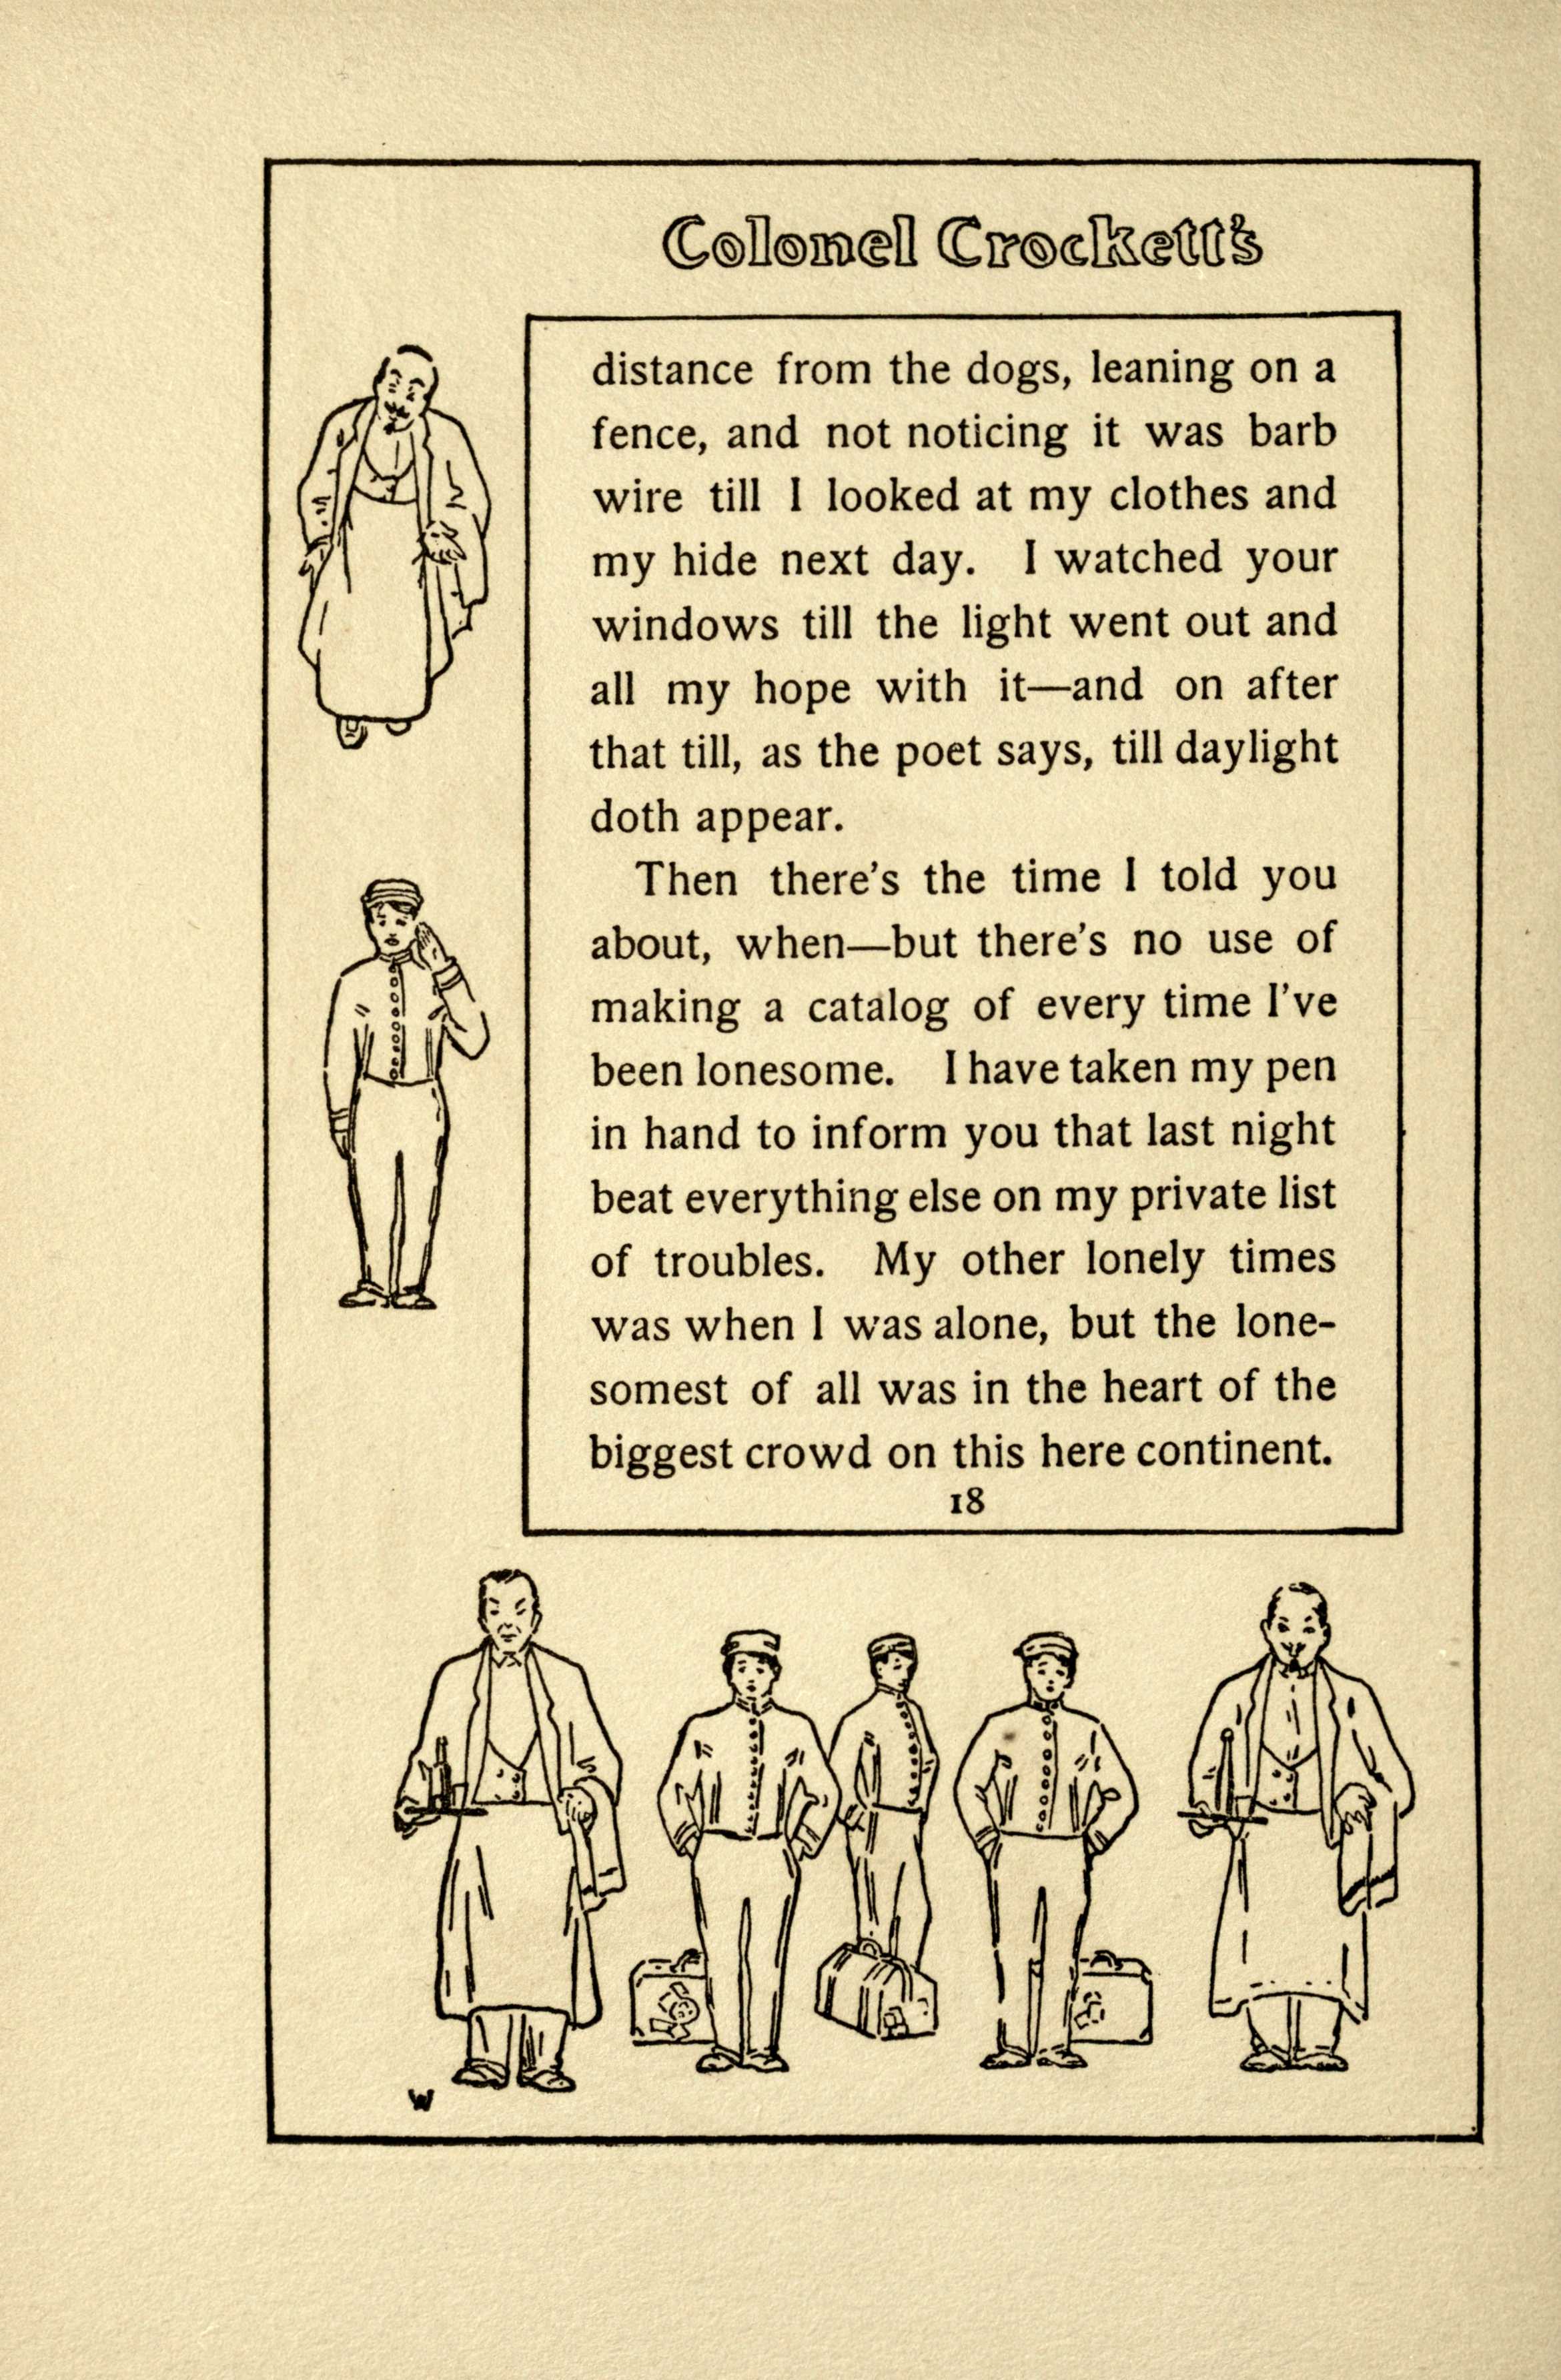 Colonel Crockett's
distance from the dogs, leaning on a
fence, and not noticing it was barb
wire till I looked at my clothes and
my hide next day. I watched your
windows till the light went out and
all my hope with it—and on after
that till, as the poet says, till daylight
doth appear.
Then there's the time I told you
about, when—but there's no use of
making a catalog of every time I've
been lonesome. I have taken my pen
in hand to inform you that last night
beat everything else on my private list
of troubles. My other lonely times
was when I was alone, but the lone-
somest of all was in the heart of the
biggest crowd on this here continent.
18
W